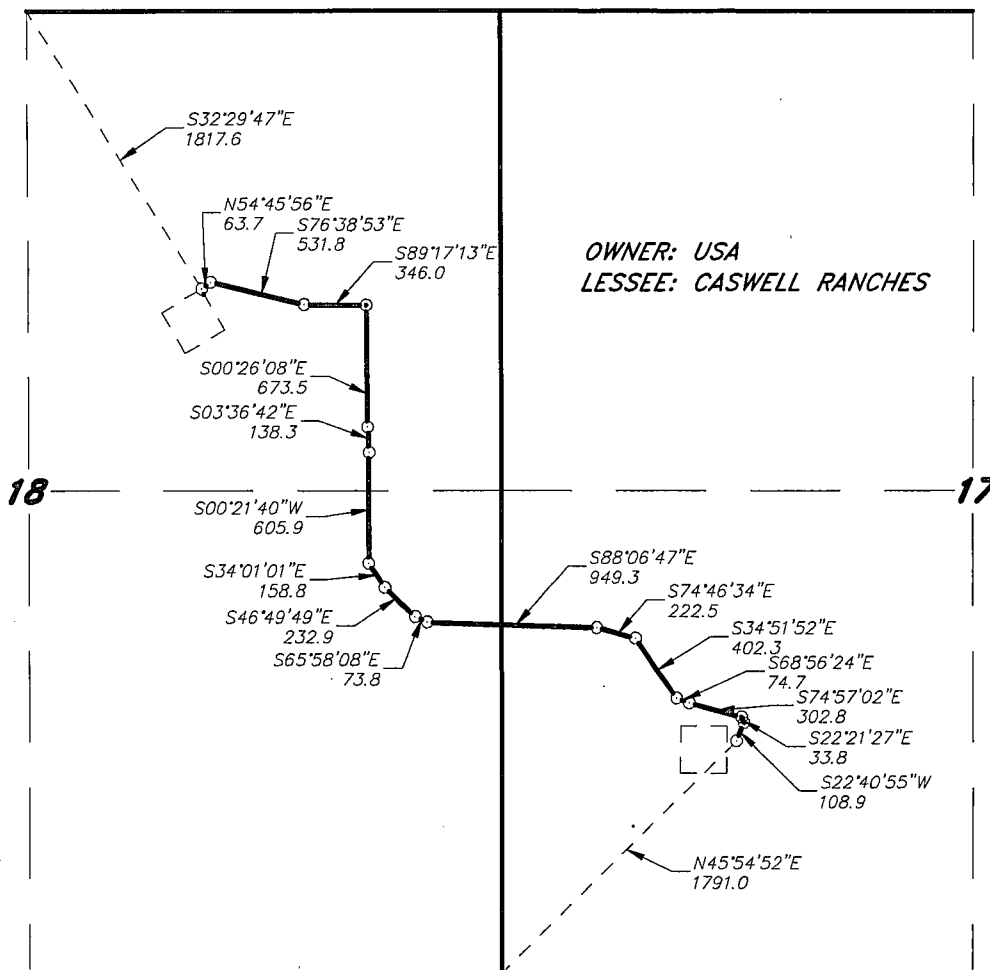 S32°29'47"E
1817.6
N54°45'56"E
63.7
S76°38'53"E
531.8
S89°17'13"E
346.0
OWNER: USA
LESSEE: CASWELL RANCHES
S00°26'08"E
673.5
S03°36'42"E
138.3
18
17
S00°21'40"W
605.9
S34°01'01"E
158.8
S46°49'49"E
232.9
S65°58'08"E
73.8
S88°06'47"E
949.3
S74°46'34"E
222.5
S34°51'52"E
402.3
S68°56'24"E
74.7
S74°57'02"E
302.8
S22°21'27"E
33.8
S22°40'55"W
108.9
N45°54'52"E
1791.0